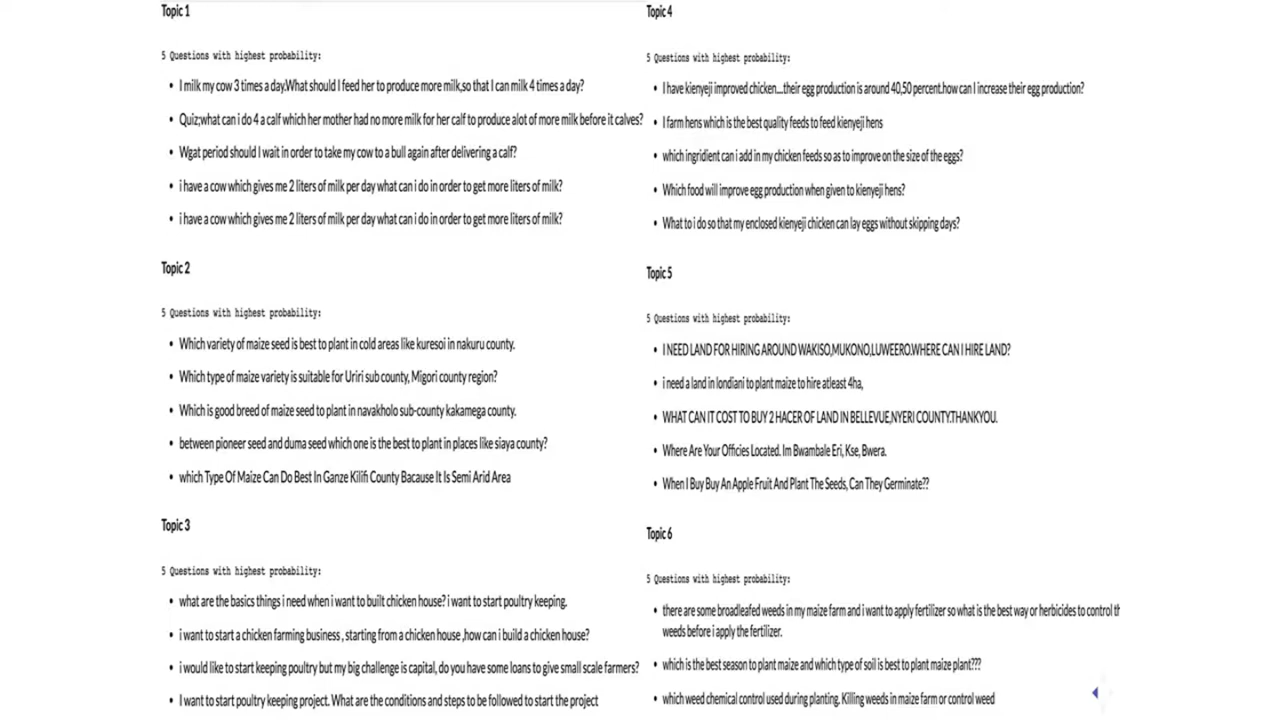 Topic 1
5 Questions with highest probability:
• I milk my cow 3 times a day.What should I feed her to produce more milk,so that I can milk 4 times a day?
• Quiz;what can i do 4 a calf which her mother had no more milk for her calf to produce alot of more milk before it calves?
• Wgat period should I wait in order to take my cow to a bull again after delivering a calf?
• i have a cow which gives me 2 liters of milk per day what can i do in order to get more liters of milk?
• i have a cow which gives me 2 liters of milk per day what can i do in order to get more liters of milk?
Topic 2
5 Questions with highest probability:
• Which variety of maize seed is best to plant in cold areas like kuresoi in nakuru county.
• Which type of maize variety is suitable for Uriri sub county, Migori county region?
• Which is good breed of maize seed to plant in navakholo sub-county kakamega county.
• between pioneer seed and duma seed which one is the best to plant in places like siaya county?
• which Type Of Maize Can Do Best In Ganze Kilifi County Bacause It Is Semi Arid Area
Topic 3
5 Questions with highest probability:
• what are the basics things i need when i want to built chicken house? i want to start poultry keeping.
• i want to start a chicken farming business , starting from a chicken house ,how can i build a chicken house?
• i would like to start keeping poultry but my big challenge is capital, do you have some loans to give small scale farmers?
• I want to start poultry keeping project. What are the conditions and steps to be followed to start the project
Topic 4
5 Questions with highest probability:
• I have kienyeji improved chicken....their egg production is around 40,50 percent.how can I increase their egg production?
• I farm hens which is the best quality feeds to feed kienyeji hens
• which ingridient can i add in my chicken feeds so as to improve on the size of the eggs?
• Which food will improve egg production when given to kienyeji hens?
• What to i do so that my enclosed kienyeji chicken can lay eggs without skipping days?
Topic 5
5 Questions with highest probability:
• I NEED LAND FOR HIRING AROUND WAKISO,MUKONO,LUWEERO.WHERE CAN I HIRE LAND?
• i need a land in londiani to plant maize to hire atleast 4ha,
• WHAT CAN IT COST TO BUY 2 HACER OF LAND IN BELLEVUE,NYERI COUNTY.THANKYOU.
• Where Are Your Officies Located. Im Bwambale Eri, Kse, Bwera.
• When I Buy Buy An Apple Fruit And Plant The Seeds, Can They Germinate??
Topic 6
5 Questions with highest probability:
• there are some broadleafed weeds in my maize farm and i want to apply fertilizer so what is the best way or herbicides to control th
weeds before i apply the fertilizer.
• which is the best season to plant maize and which type of soil is best to plant maize plant???
• which weed chemical control used during planting. Killing weeds in maize farm or control weed